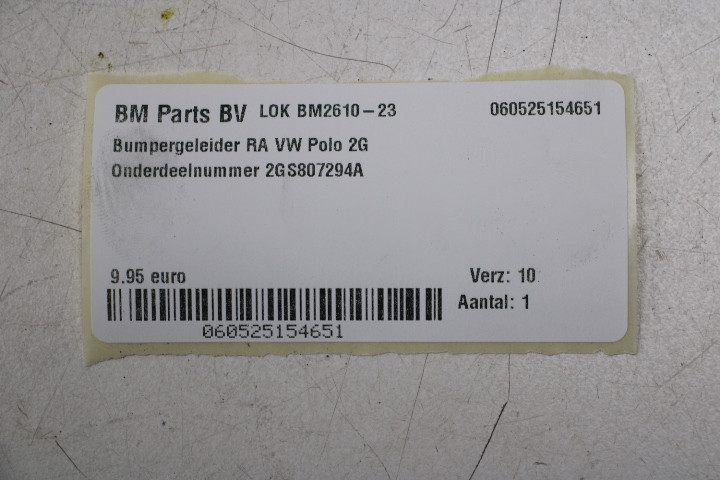 BM Parts BV LOK BM2610-23 060525154651
Bumpergeleider RA VW Polo 2G
Onderdeelnummer 2GS807294A
9.95 euro Verz: 10
Aantal: 1
060525154651